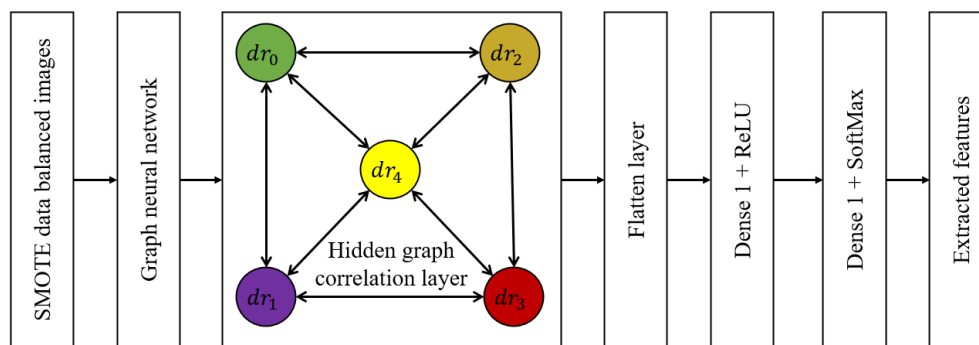 SMOTE data balanced images
Graph neural network
dr₀
dr₂
dr₄
Hidden graph
correlation layer
dr₁
dr₃
Flatten layer
Dense 1 + ReLU
Dense 1 + SoftMax
Extracted features